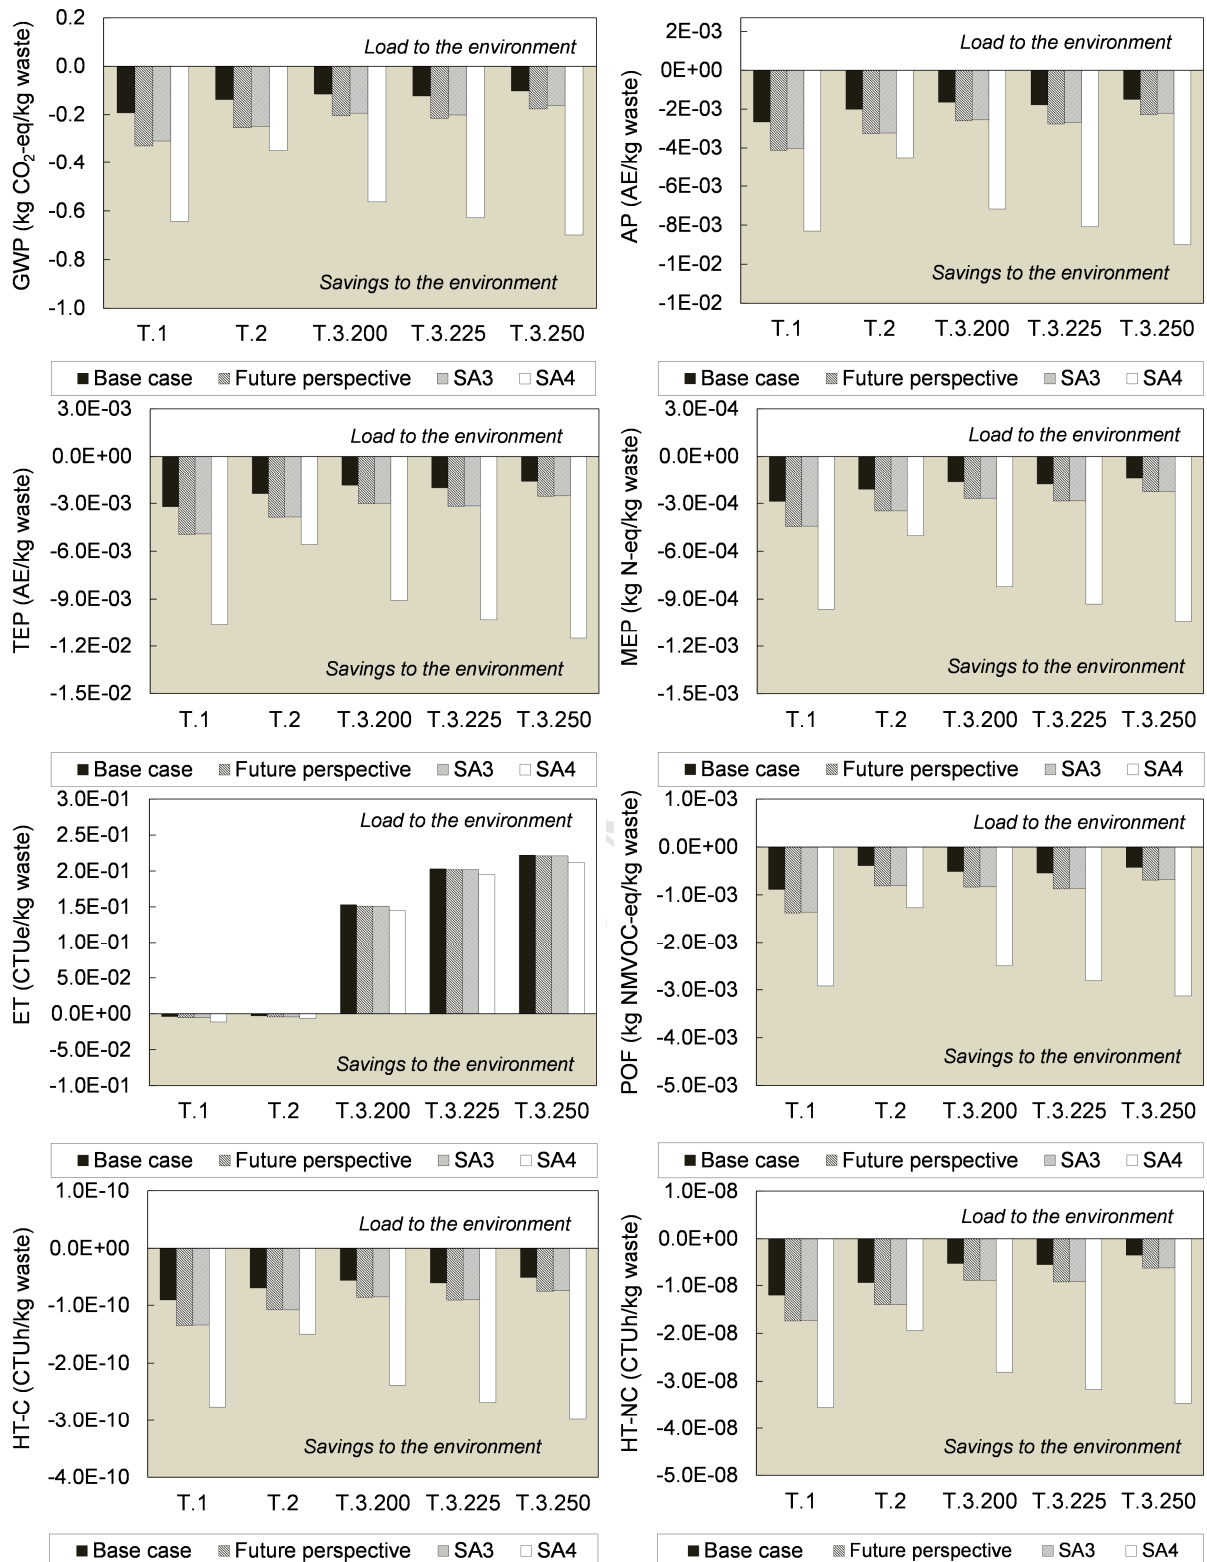 GWP (kg CO₂-eq/kg waste)
0.2
0.0
-0.2
-0.4
-0.6
-0.8
-1.0
Load to the environment
Savings to the environment
T.1 T.2 T.3.200 T.3.225 T.3.250
Base case Future perspective SA3 SA4
AP (AE/kg waste)
2E-03
0E+00
-2E-03
-4E-03
-6E-03
-8E-03
-1E-02
-1E-02
Load to the environment
Savings to the environment
T.1 T.2 T.3.200 T.3.225 T.3.250
Base case Future perspective SA3 SA4
TEP (AE/kg waste)
3.0E-03
0.0E+00
-3.0E-03
-6.0E-03
-9.0E-03
-1.2E-02
-1.5E-02
Load to the environment
Savings to the environment
T.1 T.2 T.3.200 T.3.225 T.3.250
Base case Future perspective SA3 SA4
MEP (kg N-eq/kg waste)
3.0E-04
0.0E+00
-3.0E-04
-6.0E-04
-9.0E-04
-1.2E-03
-1.5E-03
Load to the environment
Savings to the environment
T.1 T.2 T.3.200 T.3.225 T.3.250
Base case Future perspective SA3 SA4
ET (CTUe/kg waste)
3.0E-01
2.5E-01
2.0E-01
1.5E-01
1.0E-01
5.0E-02
0.0E+00
-5.0E-02
-1.0E-01
Load to the environment
Savings to the environment
T.1 T.2 T.3.200 T.3.225 T.3.250
Base case Future perspective SA3 SA4
POF (kg NMVOC-eq/kg waste)
1.0E-03
0.0E+00
-1.0E-03
-2.0E-03
-3.0E-03
-4.0E-03
-5.0E-03
Load to the environment
Savings to the environment
T.1 T.2 T.3.200 T.3.225 T.3.250
Base case Future perspective SA3 SA4
HT-C (CTUh/kg waste)
1.0E-10
0.0E+00
-1.0E-10
-2.0E-10
-3.0E-10
-4.0E-10
Load to the environment
Savings to the environment
T.1 T.2 T.3.200 T.3.225 T.3.250
Base case Future perspective SA3 SA4
HT-NC (CTUh/kg waste)
1.0E-08
0.0E+00
-1.0E-08
-2.0E-08
-3.0E-08
-4.0E-08
-5.0E-08
Load to the environment
Savings to the environment
T.1 T.2 T.3.200 T.3.225 T.3.250
Base case Future perspective SA3 SA4